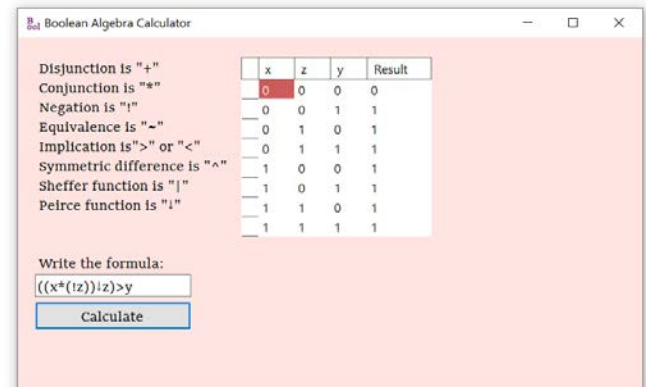 B
ool Boolean Algebra Calculator
Disjunction is "+"
Conjunction is "*"
Negation is "!"
Equivalence is "~"
Implication is">" or "<"
Symmetric difference is "^"
Sheffer function is "|"
Peirce function is "↓"
x z y Result
0 0 0 0
0 0 1 1
0 1 0 1
0 1 1 1
1 0 0 1
1 0 1 1
1 1 0 1
1 1 1 1
Write the formula:
((x*(!z))↓z)>y
Calculate